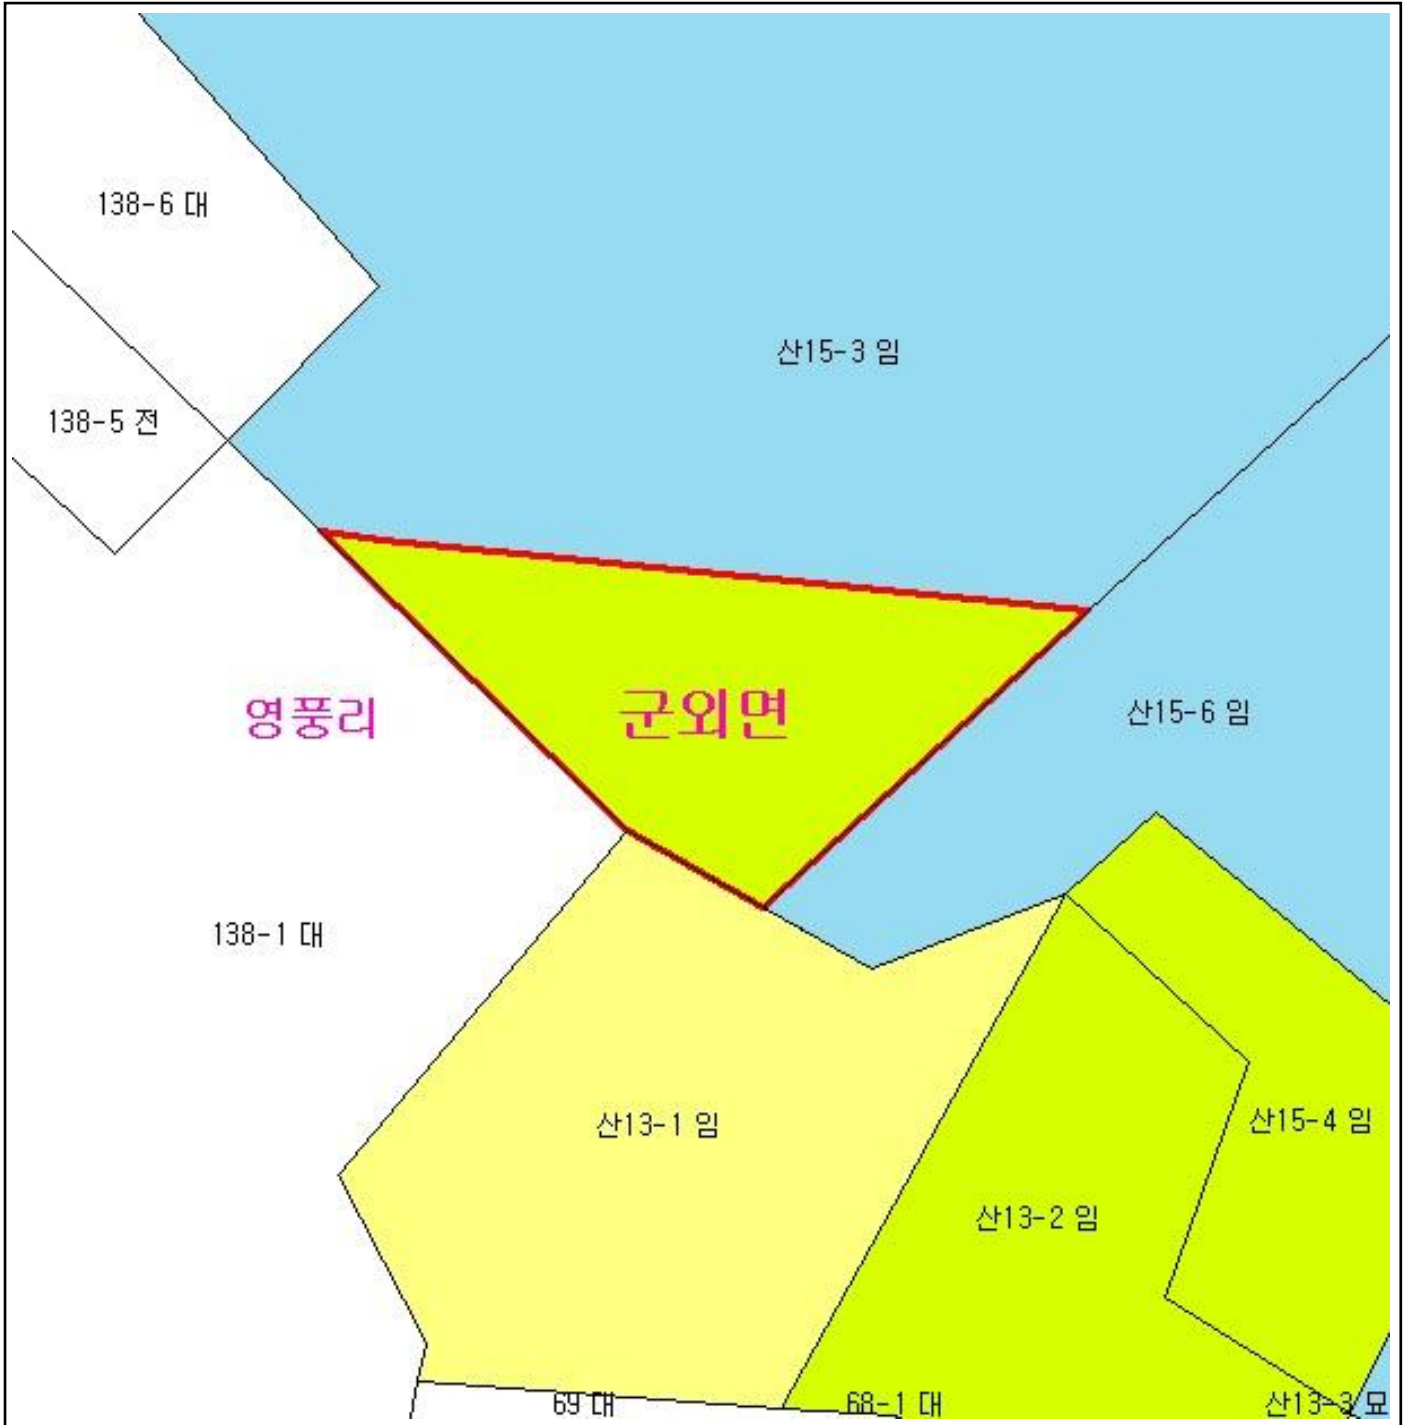 138-6 대
산15-3 임
138-5 전
영풍리
군외면
산15-6 임
138-1 대
산13-1 임
산15-4 임
산13-2 임
69 대
68-1 대
산13-3 묘